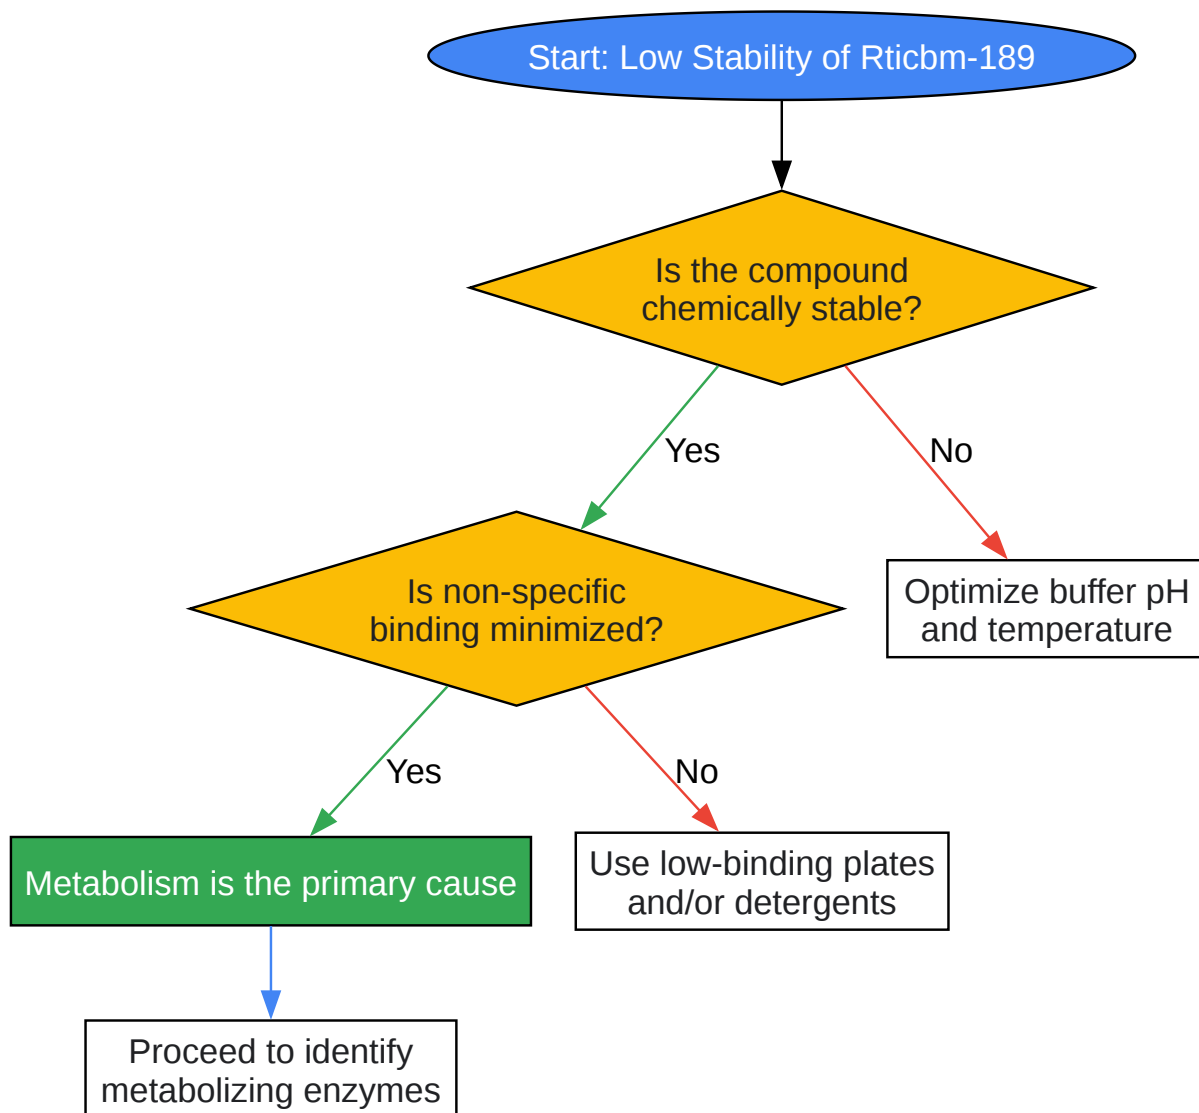 Start: Low Stability of Rticbm-189
Is the compound
chemically stable?
Yes
No
Is non-specific
binding minimized?
Optimize buffer pH
and temperature
Yes
No
Metabolism is the primary cause
Use low-binding plates
and/or detergents
Proceed to identify
metabolizing enzymes